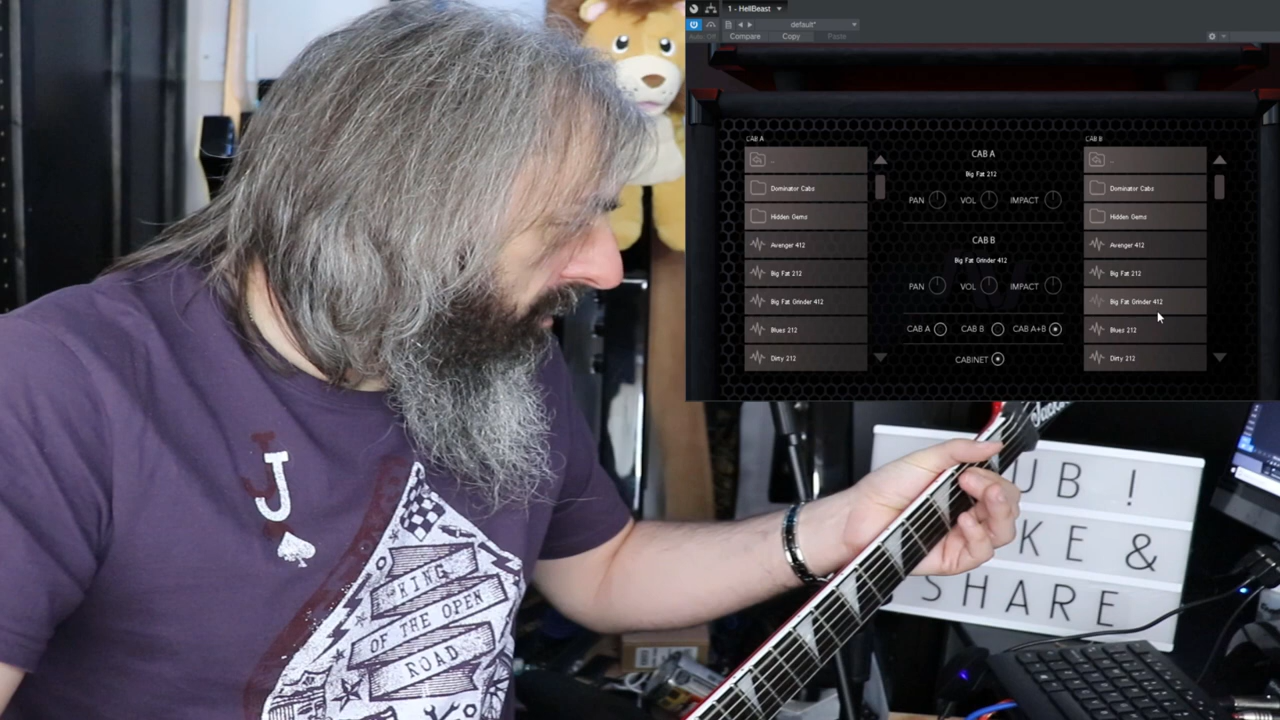 1 - HellBeast
default*
Auto: Off
Compare
Copy
Paste
CAB A
..
Dominator Cabs
Hidden Gems
Avenger 412
Big Fat 212
Big Fat Grinder 412
Blues 212
Dirty 212
CAB A
Big Fat 212
PAN
VOL
IMPACT
CAB B
Big Fat Grinder 412
PAN
VOL
IMPACT
CAB A
CAB B
CAB A+B
CABINET
CAB B
..
Dominator Cabs
Hidden Gems
Avenger 412
Big Fat 212
Big Fat Grinder 412
Blues 212
Dirty 212
J
KING
OF THE OPEN
ROAD
UB !
KE &
SHARE